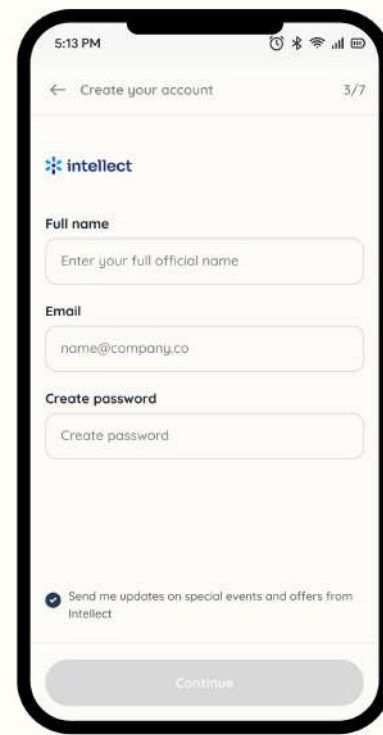 5:13 PM
Create your account 3/7
intellect
Full name
Enter your full official name
Email
name@company.co
Create password
Create password
Send me updates on special events and offers from
Intellect
Continue